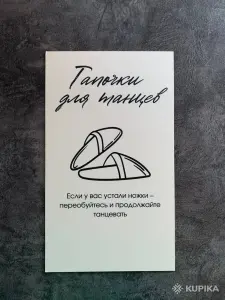 Тапочки
для танцев
Если у вас устали ножки –
переобуйтесь и продолжайте
танцевать
KUPIKA